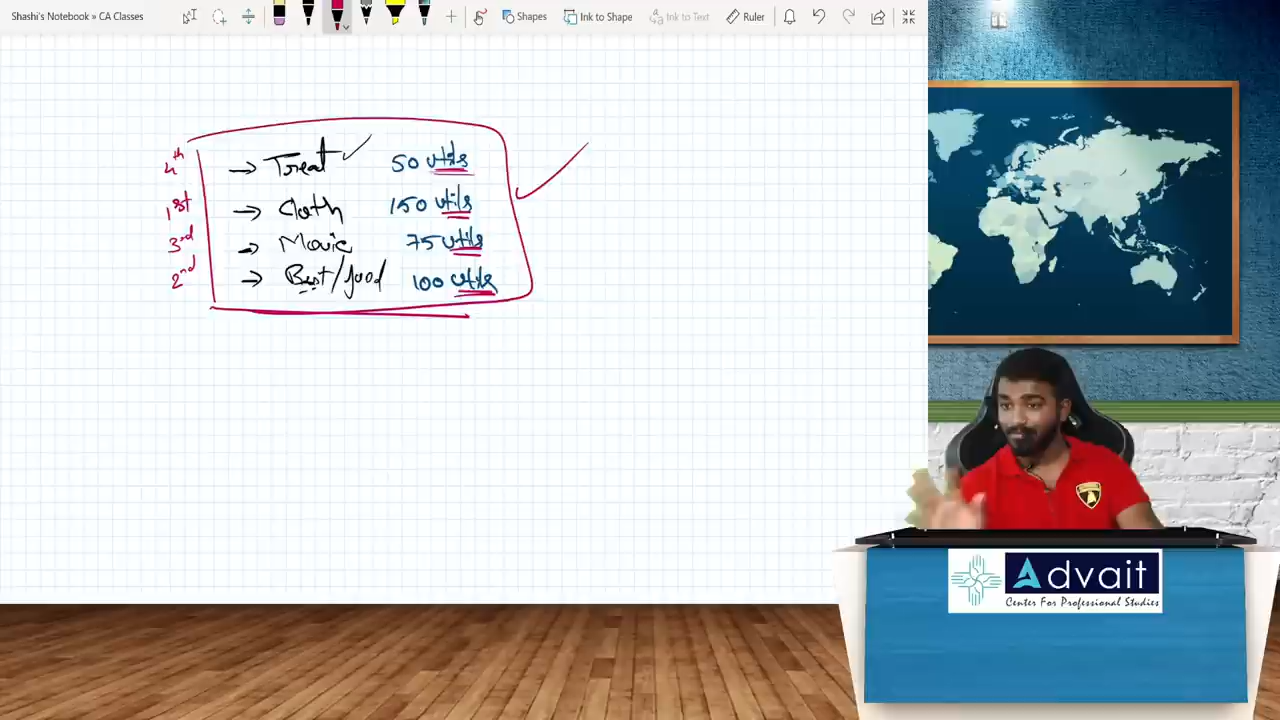 Shashi's Notebook » CA Classes
Shapes
Ink to Shape
Ink to Text
Ruler
4th → Treat ✓ 50 utils
1st → Cloth 150 utils
3rd → Movie 75 utils
2nd → Best/food 100 utils
Advait
Center For Professional Studies